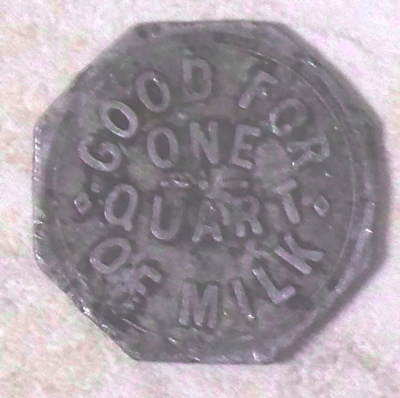 GOOD FOR
ONE
QUART
OF MILK